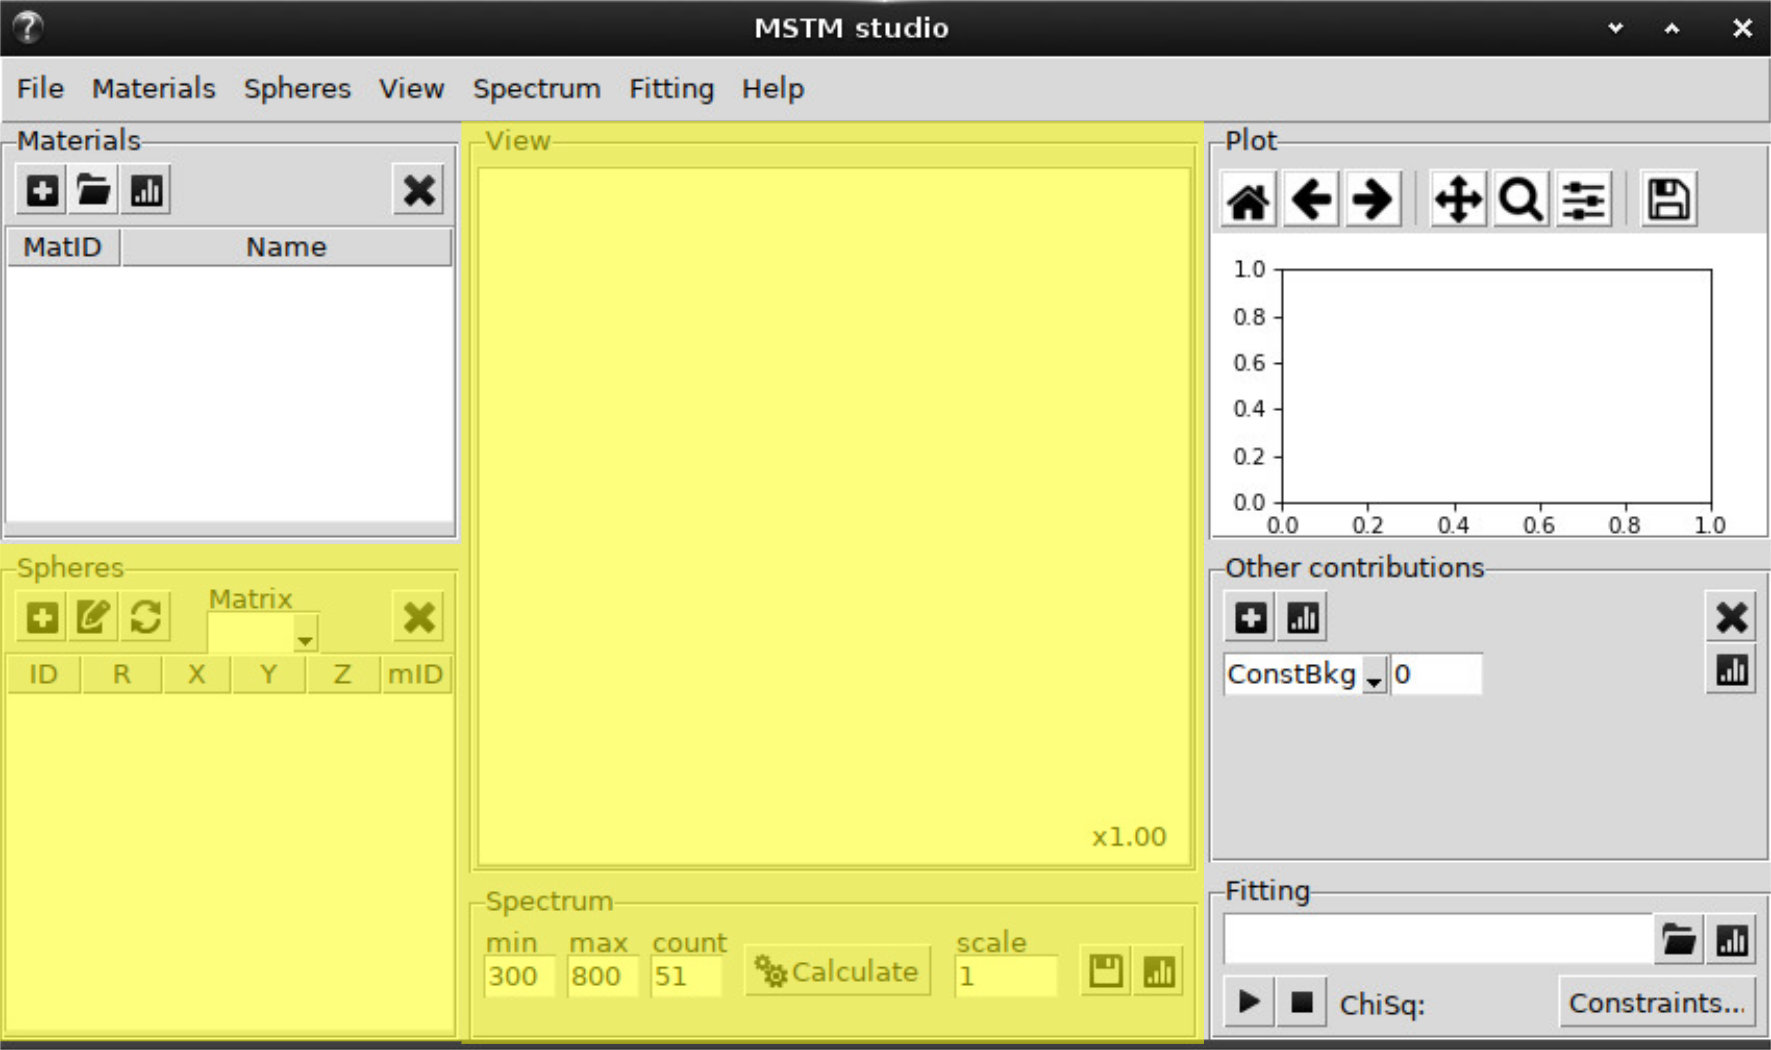 MSTM studio
File Materials Spheres View Spectrum Fitting Help
Materials
MatID Name
Spheres
Matrix
ID R X Y Z mID
View
x1.00
Spectrum
min max count scale
300 800 51 Calculate 1
Plot
1.0
0.8
0.6
0.4
0.2
0.0
0.0 0.2 0.4 0.6 0.8 1.0
Other contributions
ConstBkg 0
Fitting
ChiSq: Constraints...